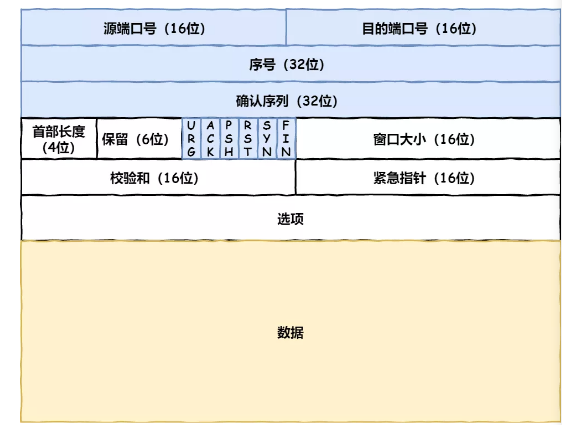 源端口号（16位）
目的端口号（16位）
序号（32位）
确认序列（32位）
首部长度
（4位）
保留（6位）
URG
ACK
PSH
RST
SYN
FIN
窗口大小（16位）
校验和（16位）
紧急指针（16位）
选项
数据